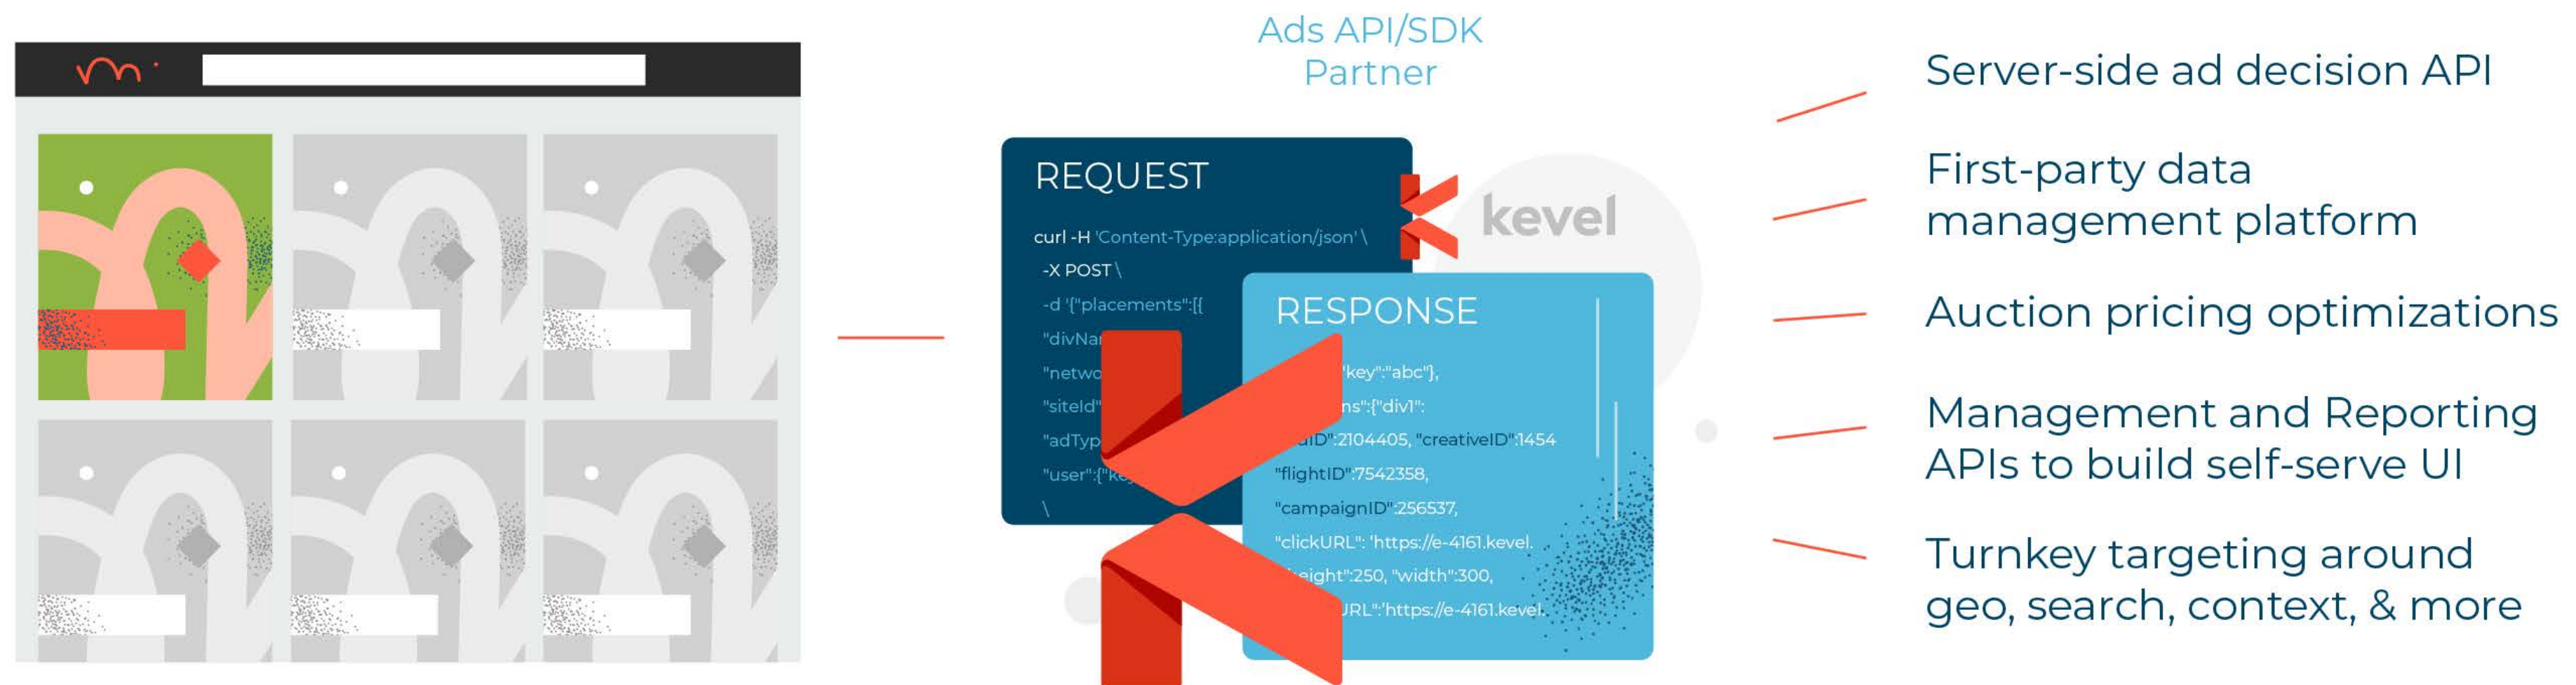 Ads API/SDK
Partner
REQUEST
curl -H 'Content-Type:application/json' \
-X POST \
-d '{"placements":[{
"divNa
"netwo
"siteId"
"adTyp
"user":{"ke
\
kevel
RESPONSE
key":"abc"},
ns":{"div1":
dID":2104405, "creativeID":1454
"flightID":7542358,
"campaignID":256537,
"clickURL": 'https://e-4161.kevel.
eight":250, "width":300,
URL":'https://e-4161.kevel.
Server-side ad decision API
First-party data
management platform
Auction pricing optimizations
Management and Reporting
APIs to build self-serve UI
Turnkey targeting around
geo, search, context, & more